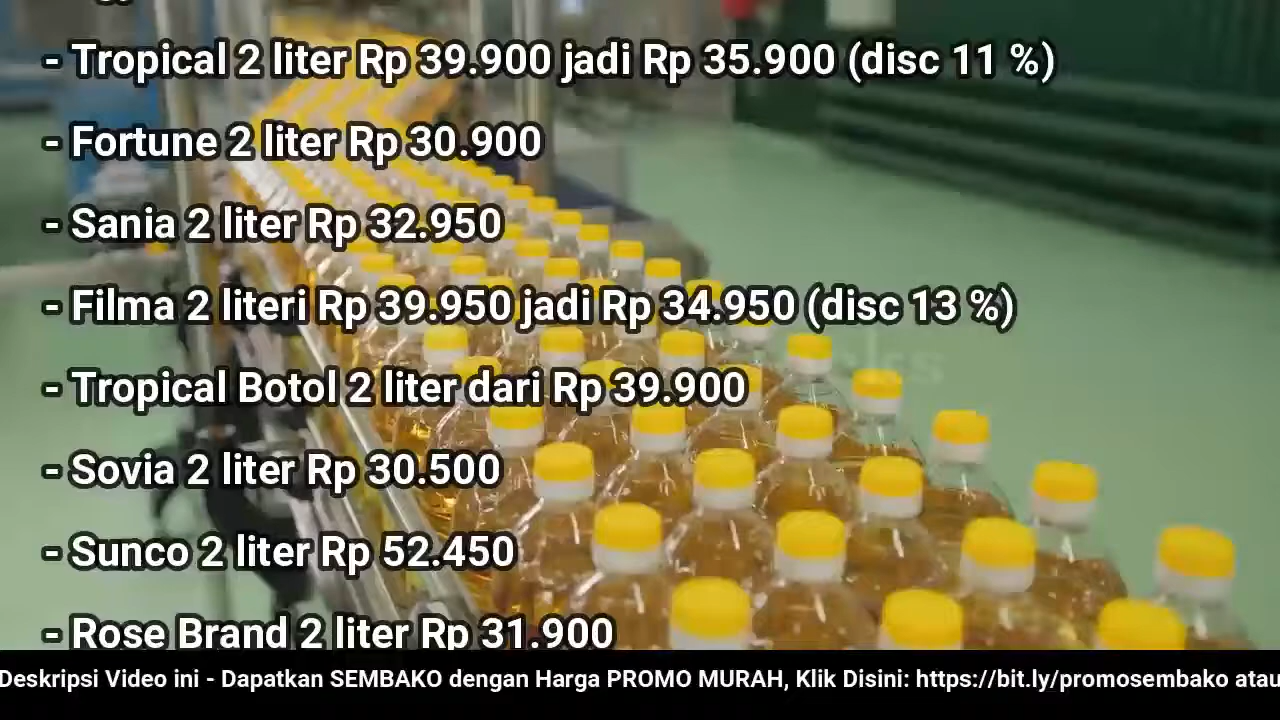 - Tropical 2 liter Rp 39.900 jadi Rp 35.900 (disc 11 %)
- Fortune 2 liter Rp 30.900
- Sania 2 liter Rp 32.950
- Filma 2 literi Rp 39.950 jadi Rp 34.950 (disc 13 %)
- Tropical Botol 2 liter dari Rp 39.900
- Sovia 2 liter Rp 30.500
- Sunco 2 liter Rp 52.450
- Rose Brand 2 liter Rp 31.900
Deskripsi Video ini - Dapatkan SEMBAKO dengan Harga PROMO MURAH, Klik Disini: https://bit.ly/promosembako atau